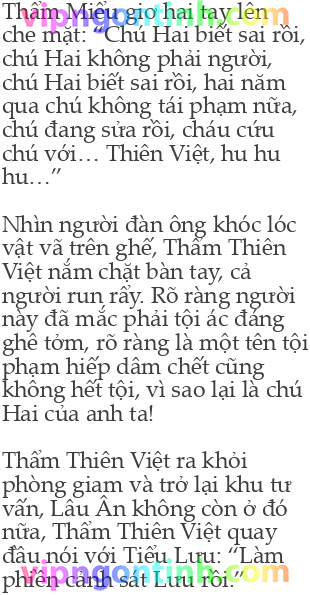 Thẩm Miểu giơ hai tay lên
che mặt: “Chú Hai biết sai rồi,
chú Hai không phải người,
chú Hai biết sai rồi, hai năm
qua chú không tái phạm nữa,
chú đang sửa rồi, cháu cứu
chú với… Thiên Việt, hu hu
hu…”
Nhìn người đàn ông khóc lóc
vật vã trên ghế, Thẩm Thiên
Việt nắm chặt bàn tay, cả
người run rẩy. Rõ ràng người
này đã mắc phải tội ác đáng
ghê tởm, rõ ràng là một tên tội
phạm hiếp dâm chết cũng
không hết tội, vì sao lại là chú
Hai của anh ta!
Thẩm Thiên Việt ra khỏi
phòng giam và trở lại khu tư
vấn, Lâu Ân không còn ở đó
nữa, Thẩm Thiên Việt quay
đầu nói với Tiểu Lưu: “Làm
phiền cảnh sát Lưu rồi.”
vipngontinh.com
vipngontinh.com